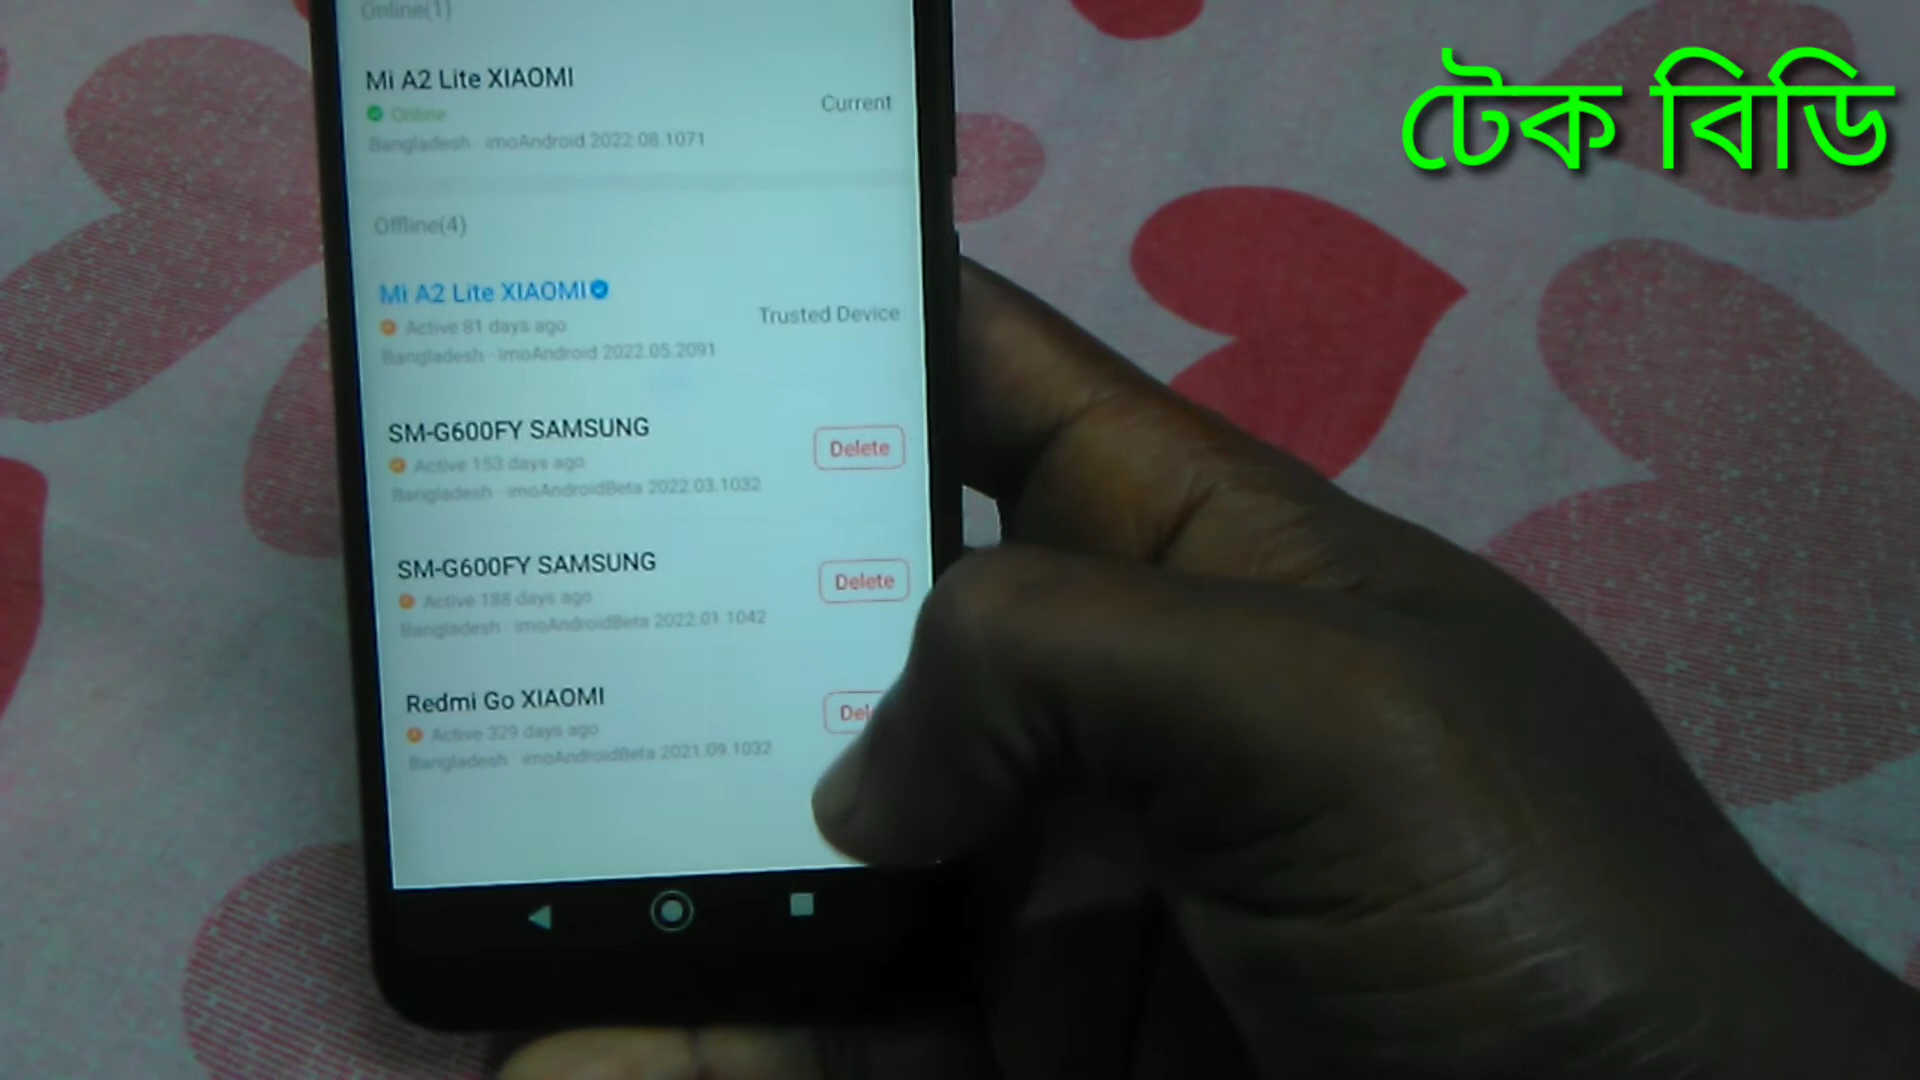 Online(1)
Mi A2 Lite XIAOMI
Online
Current
Bangladesh · imoAndroid 2022.08.1071
Offline(4)
Mi A2 Lite XIAOMI
Active 81 days ago
Trusted Device
Bangladesh · imoAndroid 2022.05.2091
SM-G600FY SAMSUNG
Active 153 days ago
Delete
Bangladesh · imoAndroidBeta 2022.03.1032
SM-G600FY SAMSUNG
Active 188 days ago
Delete
Bangladesh · imoAndroidBeta 2022.01.1042
Redmi Go XIAOMI
Active 329 days ago
Bangladesh · imoAndroidBeta 2021.09.1032
টেক বিডি